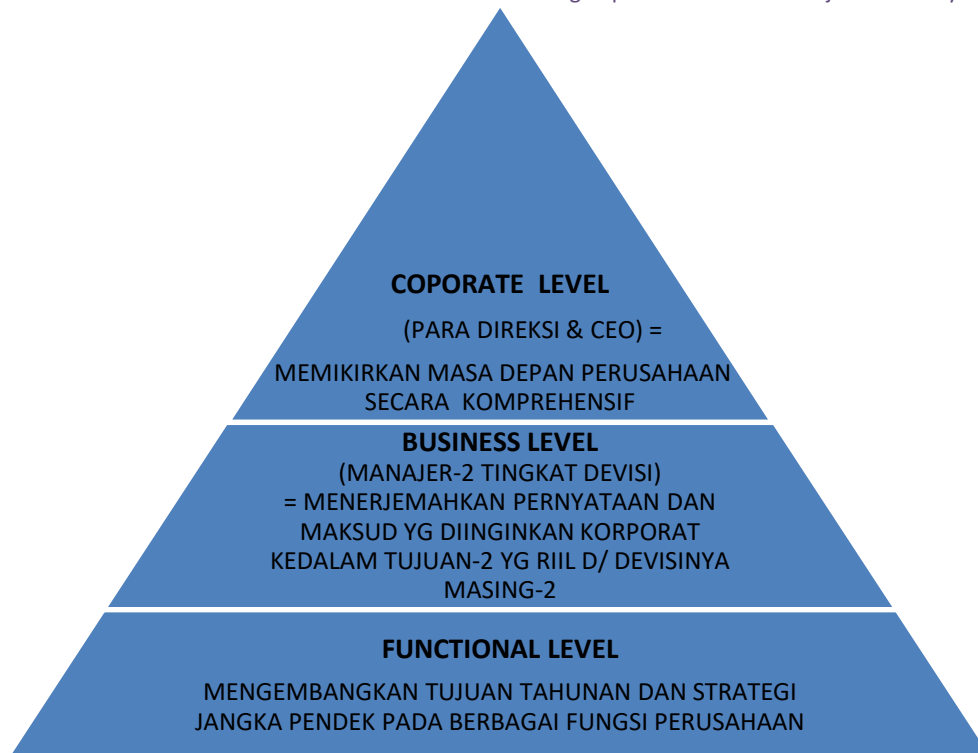 COPORATE LEVEL
(PARA DIREKSI & CEO) =
MEMIKIRKAN MASA DEPAN PERUSAHAAN
SECARA KOMPREHENSIF
BUSINESS LEVEL
(MANAJER-2 TINGKAT DEVISI)
= MENERJEMAHKAN PERNYATAAN DAN
MAKSUD YG DIINGINKAN KORPORAT
KEDALAM TUJUAN-2 YG RIIL D/ DEVISINYA
MASING-2
FUNCTIONAL LEVEL
MENGEMBANGKAN TUJUAN TAHUNAN DAN STRATEGI
JANGKA PENDEK PADA BERBAGAI FUNGSI PERUSAHAAN